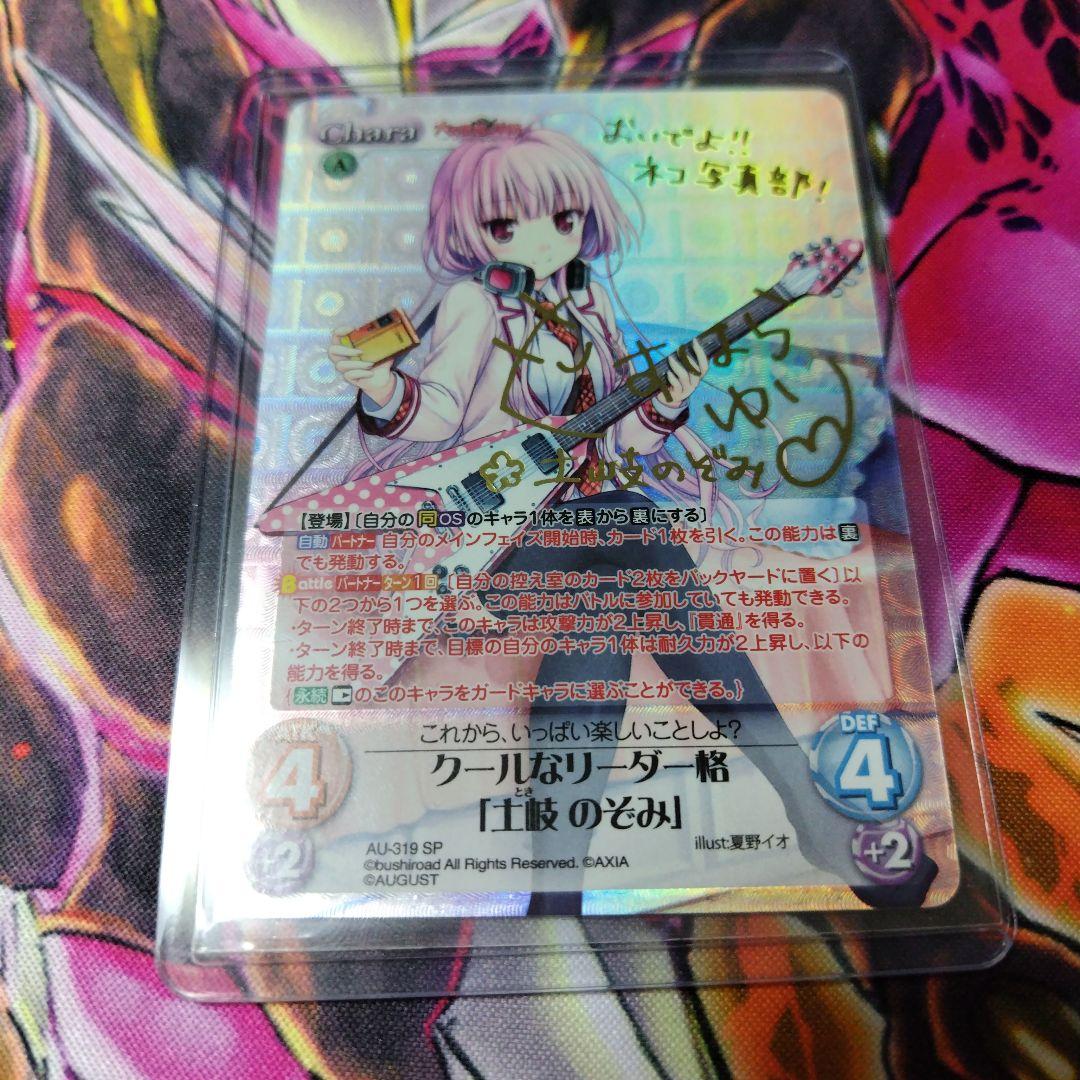 Chara
A
おいでよ!!
ネコ写真部!
おばら
ゆい
土岐のぞみ
【登場】〔自分の同OSのキャラ1体を表から裏にする〕
自動 パートナー 自分のメインフェイズ開始時、カード1枚を引く。この能力は裏
でも発動する。
Battle パートナー ターン1回 〔自分の控え室のカード2枚をバックヤードに置く〕以
下の2つから1つを選ぶ。この能力はバトルに参加していても発動できる。
・ターン終了時まで、このキャラは攻撃力が2上昇し、『貫通』を得る。
・ターン終了時まで、目標の自分のキャラ1体は耐久力が2上昇し、以下の
能力を得る。
{永続 のこのキャラをガードキャラに選ぶことができる。}
これから、いっぱい楽しいことしよ?
ATK
4
+2
DEF
4
+2
クールなリーダー格
とき
「土岐 のぞみ」
AU-319 SP
illust:夏野イオ
©bushiroad All Rights Reserved. ©AXIA
©AUGUST